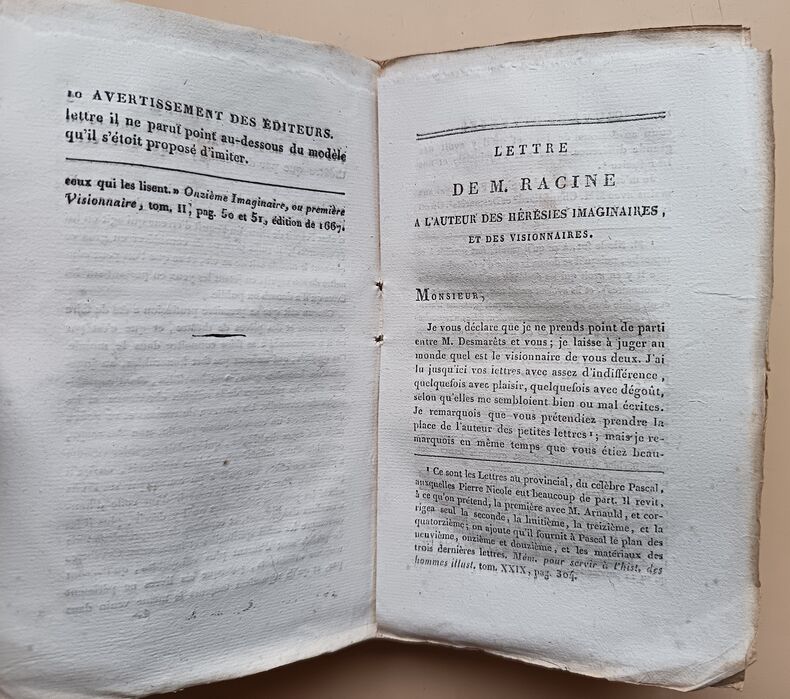 10 AVERTISSEMENT DES ÉDITEURS.
lettre il ne parut point au-dessous du modèle
qu'il s'étoit proposé d'imiter.
ceux qui les lisent.» Onzième Imaginaire, ou première
Visionnaire, tom. II, pag. 50 et 51, édition de 1667.
LETTRE
DE M. RACINE
A L'AUTEUR DES HÉRÉSIES IMAGINAIRES,
ET DES VISIONNAIRES.
MONSIEUR,
Je vous déclare que je ne prends point de parti
entre M. Desmarêts et vous; je laisse à juger au
monde quel est le visionnaire de vous deux. J'ai
lu jusqu'ici vos lettres avec assez d'indifférence,
quelquefois avec plaisir, quelquefois avec dégoût,
selon qu'elles me sembloient bien ou mal écrites.
Je remarquois que vous prétendiez prendre la
place de l'auteur des petites lettres ¹; mais je re-
marquois en même temps que vous étiez beau-
¹ Ce sont les Lettres au provincial, du célèbre Pascal,
auxquelles Pierre Nicole eut beaucoup de part. Il revit,
à ce qu'on prétend, la première avec M. Arnauld, et cor-
rigea seul la seconde, la huitième, la treizième, et la
quatorzième; on ajoute qu'il fournit à Pascal le plan des
neuvième, onzième et douzième, et les matériaux des
trois dernières lettres. Mém. pour servir à l'hist. des
hommes illust. tom. XXIX, pag. 304.